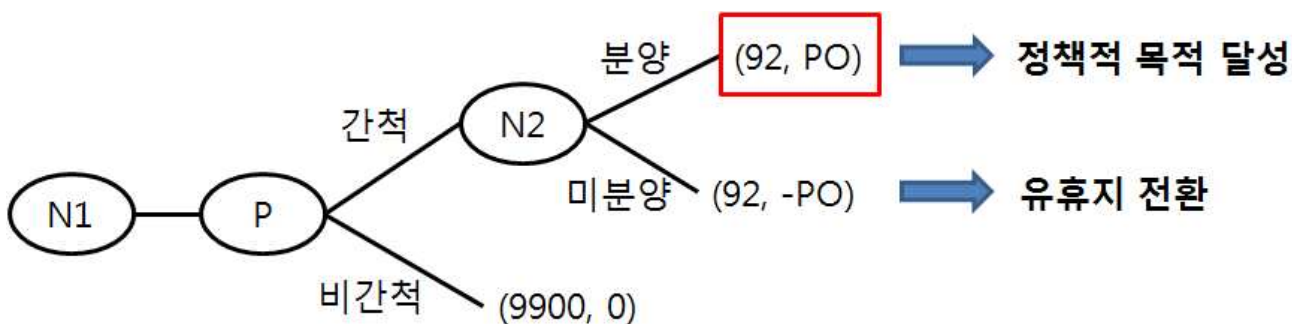 분양 (92, PO) 정책적 목적 달성
간척 N2
미분양 (92, -PO) 유휴지 전환
N1 P
비간척 (9900, 0)